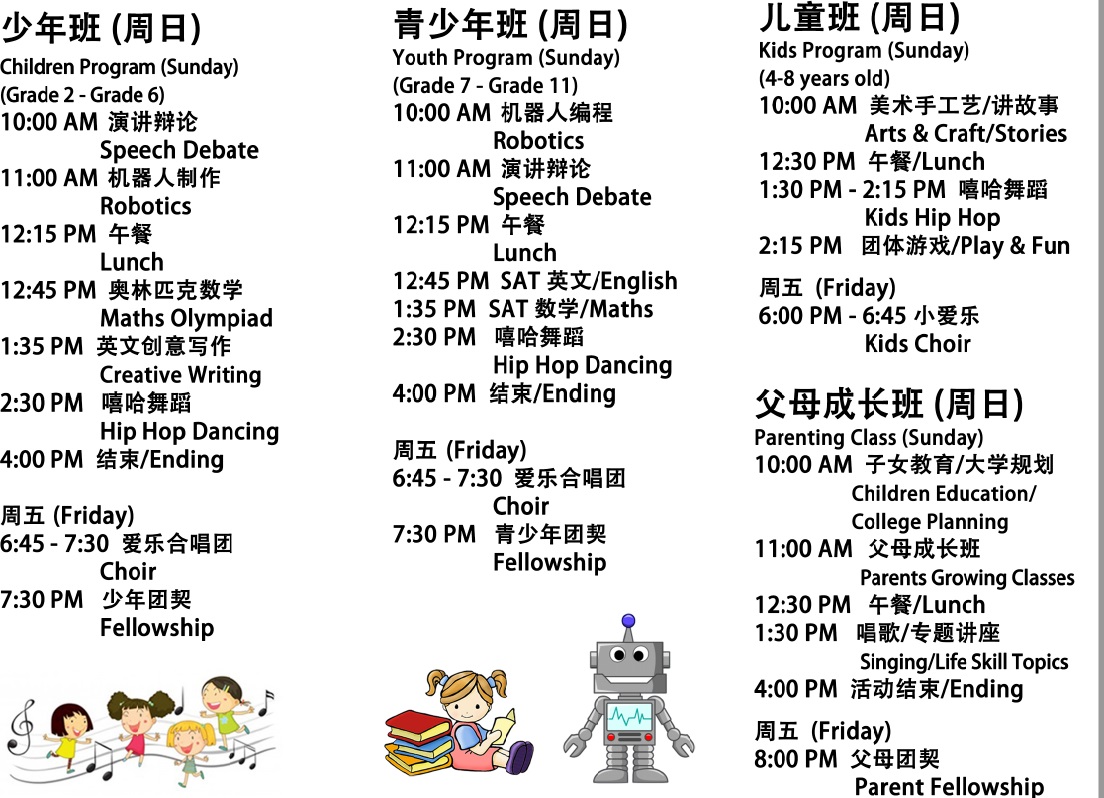 少年班 (周日)
Children Program (Sunday)
(Grade 2 - Grade 6)
10:00 AM 演讲辩论
Speech Debate
11:00 AM 机器人制作
Robotics
12:15 PM 午餐
Lunch
12:45 PM 奥林匹克数学
Maths Olympiad
1:35 PM 英文创意写作
Creative Writing
2:30 PM 嘻哈舞蹈
Hip Hop Dancing
4:00 PM 结束/Ending
周五 (Friday)
6:45 - 7:30 爱乐合唱团
Choir
7:30 PM 少年团契
Fellowship
青少年班 (周日)
Youth Program (Sunday)
(Grade 7 - Grade 11)
10:00 AM 机器人编程
Robotics
11:00 AM 演讲辩论
Speech Debate
12:15 PM 午餐
Lunch
12:45 PM SAT 英文/English
1:35 PM SAT 数学/Maths
2:30 PM 嘻哈舞蹈
Hip Hop Dancing
4:00 PM 结束/Ending
周五 (Friday)
6:45 - 7:30 爱乐合唱团
Choir
7:30 PM 青少年团契
Fellowship
儿童班 (周日)
Kids Program (Sunday)
(4-8 years old)
10:00 AM 美术手工艺/讲故事
Arts & Craft/Stories
12:30 PM 午餐/Lunch
1:30 PM - 2:15 PM 嘻哈舞蹈
Kids Hip Hop
2:15 PM 团体游戏/Play & Fun
周五 (Friday)
6:00 PM - 6:45 小爱乐
Kids Choir
父母成长班 (周日)
Parenting Class (Sunday)
10:00 AM 子女教育/大学规划
Children Education/
College Planning
11:00 AM 父母成长班
Parents Growing Classes
12:30 PM 午餐/Lunch
1:30 PM 唱歌/专题讲座
Singing/Life Skill Topics
4:00 PM 活动结束/Ending
周五 (Friday)
8:00 PM 父母团契
Parent Fellowship